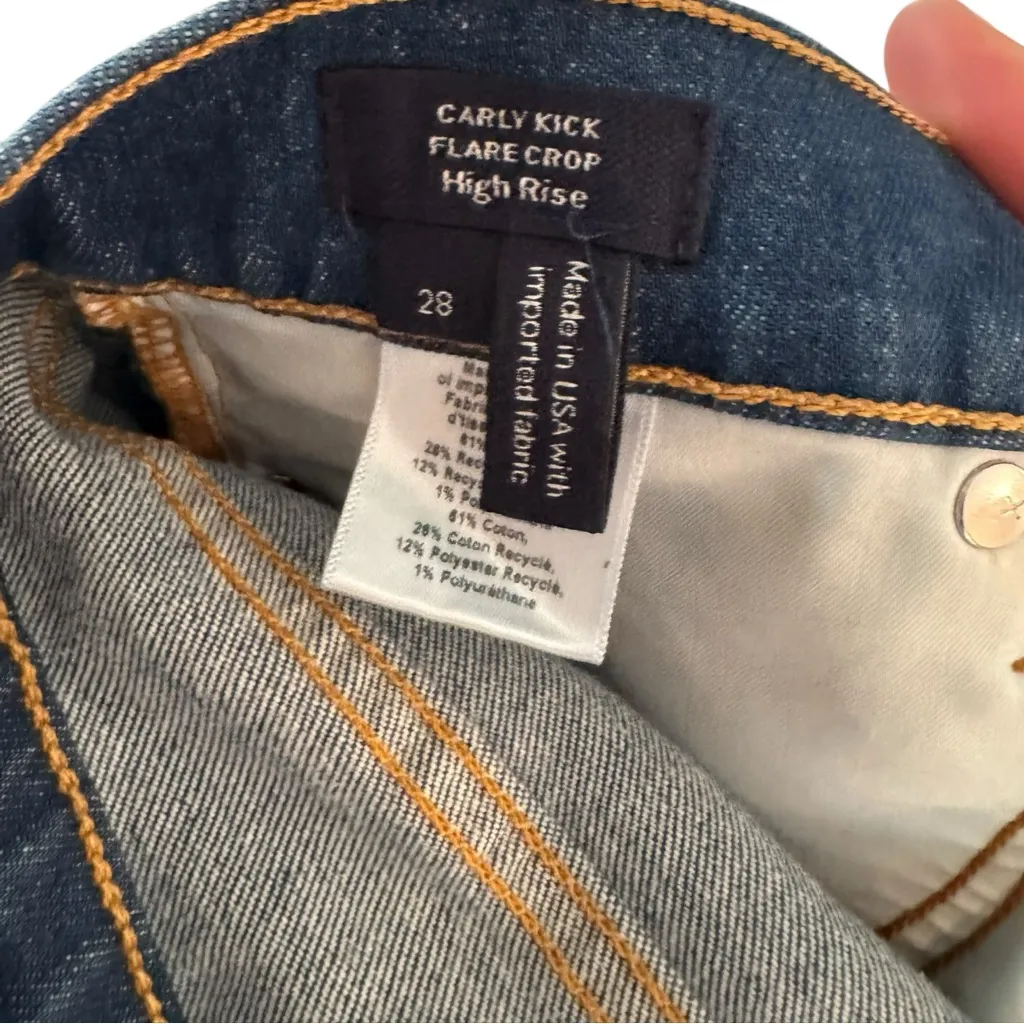 CARLY KICK
FLARE CROP
High Rise
28
Made in USA with
imported fabric
61% Coton,
28% Coton Recyclé,
12% Polyester Recyclé,
1% Polyuréthane